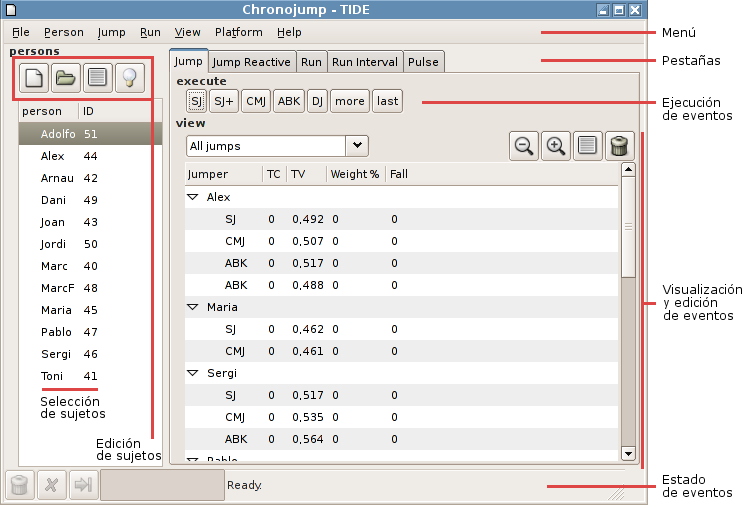 Chronojump - TIDE
File Person Jump Run View Platform Help
Menú
persons
Jump Jump Reactive Run Run Interval Pulse
Pestañas
execute
SJ SJ+ CMJ ABK DJ more last
Ejecución
de eventos
view
All jumps
person ID
Adolfo 51
Alex 44
Arnau 42
Dani 49
Joan 43
Jordi 50
Marc 40
MarcF 48
Maria 45
Pablo 47
Sergi 46
Toni 41
Selección
de sujetos
Edición
de sujetos
Jumper TC TV Weight % Fall
Alex
SJ 0 0,492 0 0
CMJ 0 0,507 0 0
ABK 0 0,517 0 0
ABK 0 0,488 0 0
Maria
SJ 0 0,462 0 0
CMJ 0 0,461 0 0
Sergi
SJ 0 0,517 0 0
CMJ 0 0,535 0 0
ABK 0 0,564 0 0
Pablo
Visualización
y edición
de eventos
Ready.
Estado
de eventos